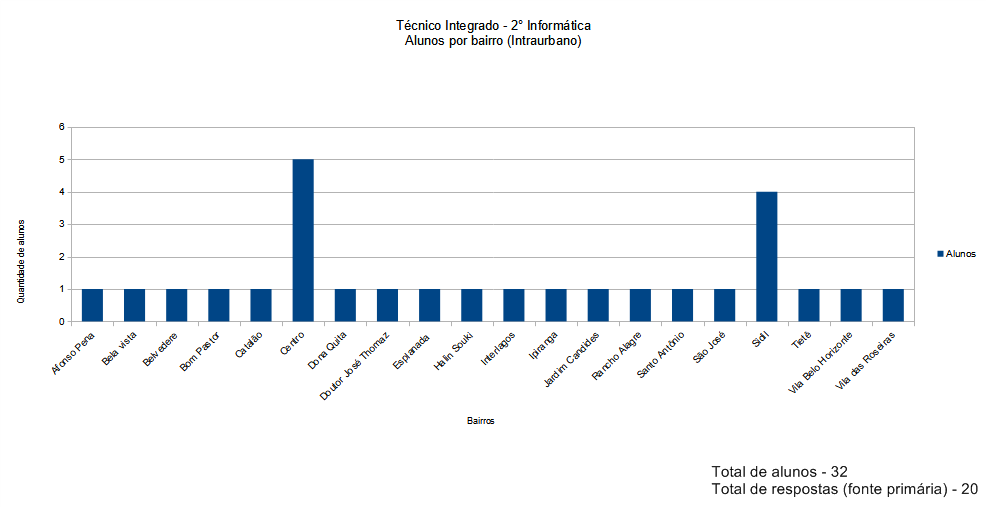 Técnico Integrado - 2° Informática
Alunos por bairro (Intraurbano)
6
5
4
3
2
1
0
Quantidade de alunos
Alunos
Afonso Pena
Bela vista
Belvedere
Bom Pastor
Catalão
Centro
Dona Quita
Doutor José Thomaz
Esplanada
Halin Souki
Interlagos
Ipiranga
Jardim Candides
Rancho Alegre
Santo Antônio
São José
Sidil
Tietê
Vila Belo Horizonte
Vila das Roseiras
Bairros
Total de alunos - 32
Total de respostas (fonte primária) - 20